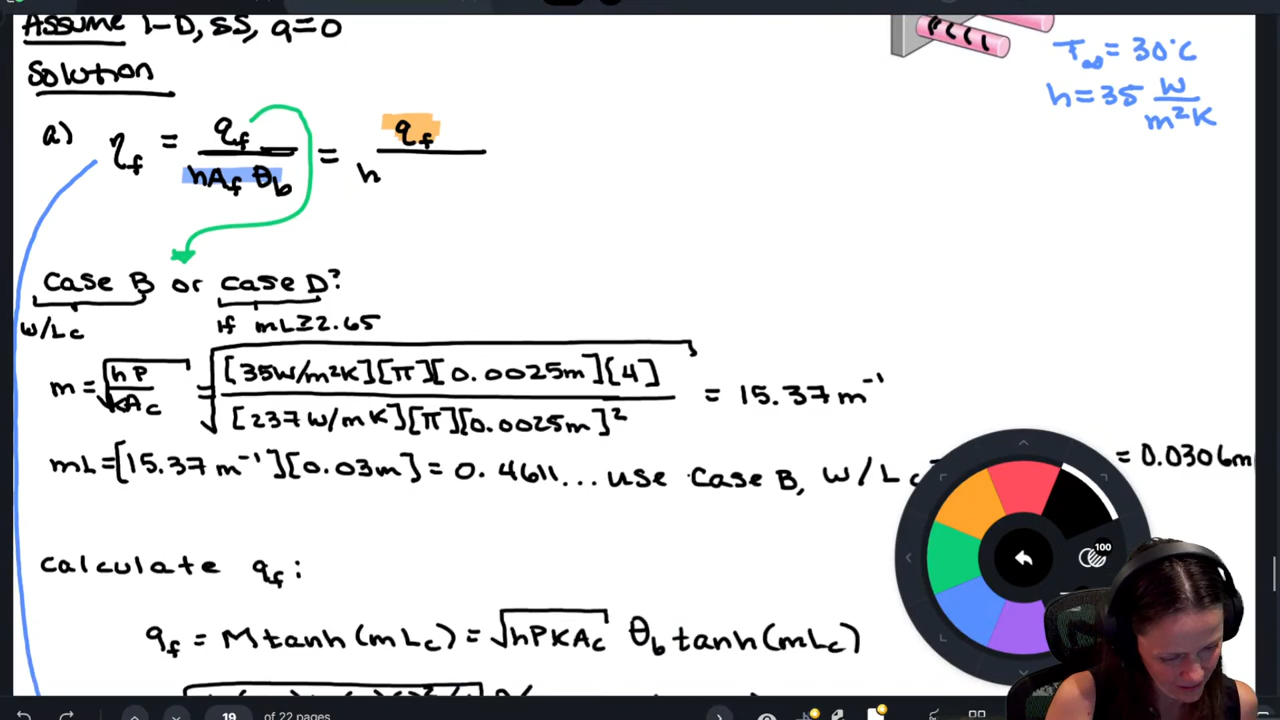 Assume 1-D, SS, q=0
Solution
T∞ = 30°C
h = 35 W/m²K
a) ηf = qf / hAf θb = qf / h
Case B or case D?
w/Lc if mL≥2.65
m = √(hP / KAc) = √([35W/m²K][π][0.0025m][4] / [237 W/mK][π][0.0025m]²) = 15.37 m⁻¹
mL = [15.37 m⁻¹][0.03m] = 0.4611... use Case B, w/Lc = 0.0306m
100
calculate qf:
qf = M tanh(mLc) = √hPKAc θb tanh(mLc)
19 of 22 pages